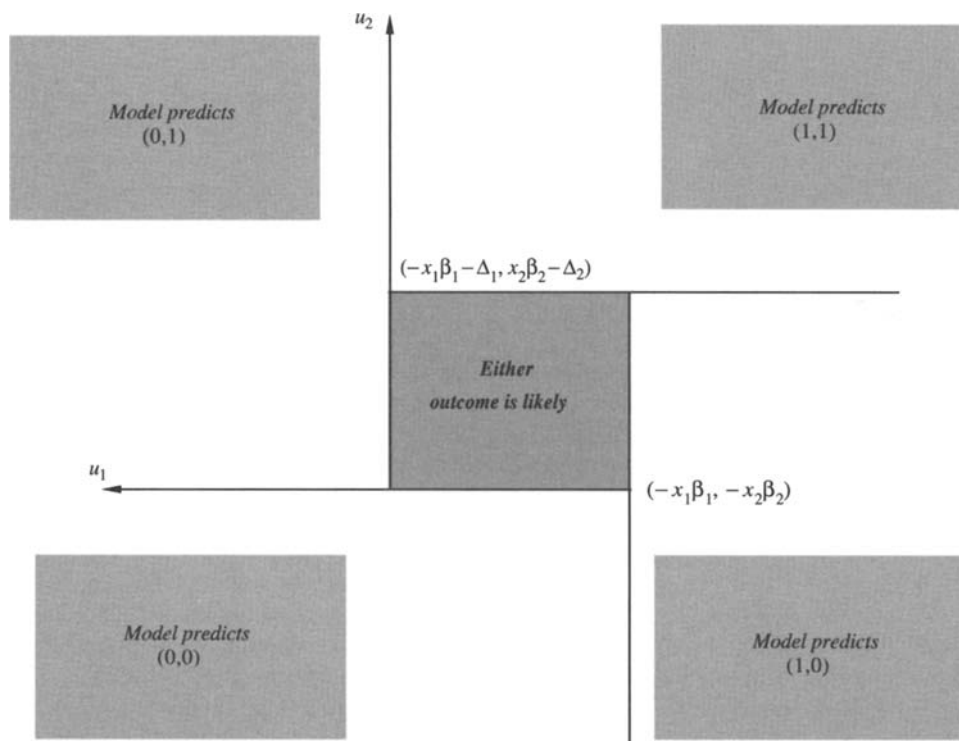 u₂
Model predicts
(0,1)
Model predicts
(1,1)
(−x₁β₁−Δ₁, x₂β₂−Δ₂)
Either
outcome is likely
u₁
(−x₁β₁, −x₂β₂)
Model predicts
(0,0)
Model predicts
(1,0)